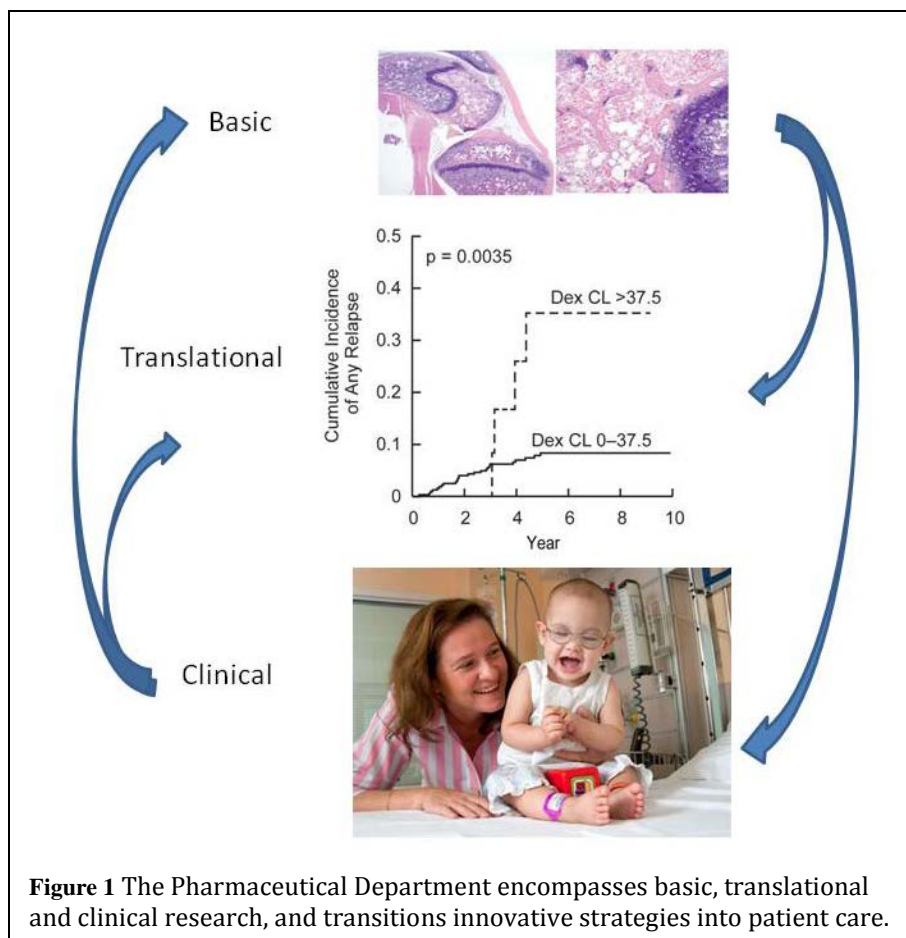 Basic
0.5
p = 0.0035
0.4
Dex CL >37.5
0.3
Cumulative Incidence
of Any Relapse
Translational
0.2
Dex CL 0–37.5
0.1
0
0 2 4 6 8 10
Year
Clinical
Figure 1 The Pharmaceutical Department encompasses basic, translational
and clinical research, and transitions innovative strategies into patient care.